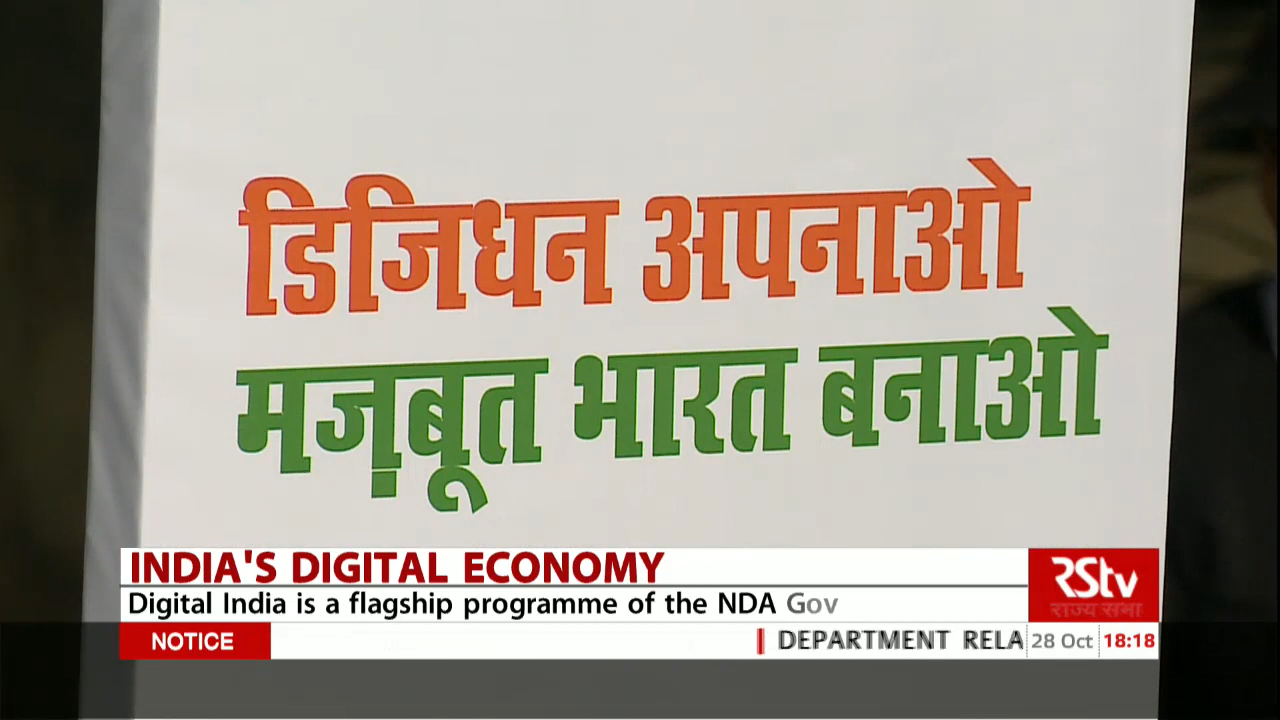 डिजिधन अपनाओ
मज़बूत भारत बनाओ
INDIA'S DIGITAL ECONOMY
Digital India is a flagship programme of the NDA Gov
RSTV
राज्य सभा
NOTICE
DEPARTMENT RELA
28 Oct
18:18